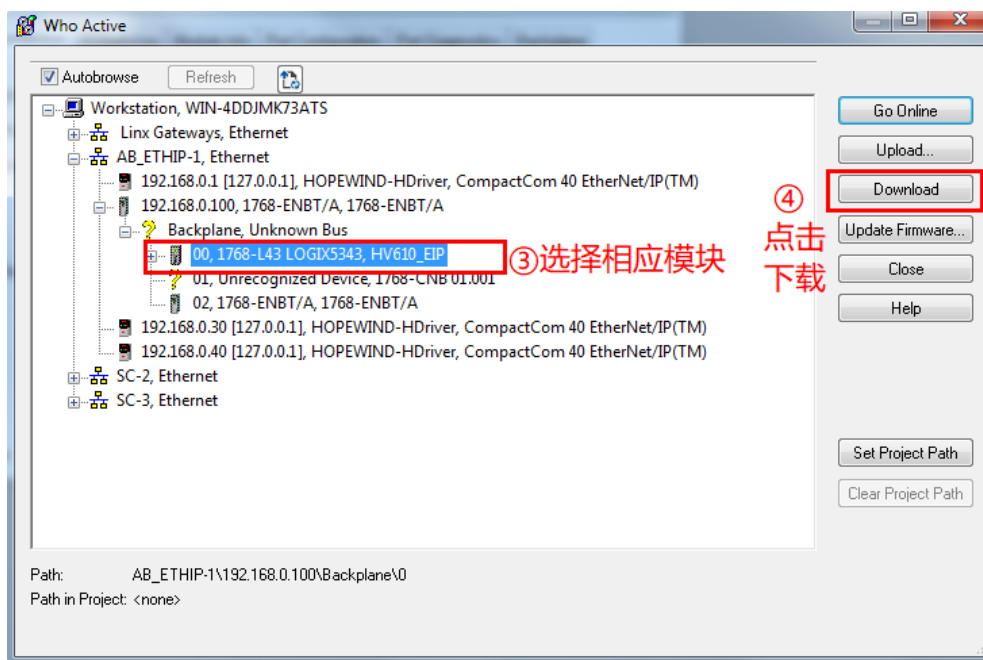 Who Active
Autobrowse
Refresh
Workstation, WIN-4DDJMK73ATS
Linx Gateways, Ethernet
AB_ETHIP-1, Ethernet
192.168.0.1 [127.0.0.1], HOPEWIND-HDriver, CompactCom 40 EtherNet/IP(TM)
192.168.0.100, 1768-ENBT/A, 1768-ENBT/A
Backplane, Unknown Bus
00, 1768-L43 LOGIX5343, HV610_EIP
01, Unrecognized Device, 1768-CNB 01.001
02, 1768-ENBT/A, 1768-ENBT/A
192.168.0.30 [127.0.0.1], HOPEWIND-HDriver, CompactCom 40 EtherNet/IP(TM)
192.168.0.40 [127.0.0.1], HOPEWIND-HDriver, CompactCom 40 EtherNet/IP(TM)
SC-2, Ethernet
SC-3, Ethernet
③选择相应模块
④
点击
下载
Go Online
Upload...
Download
Update Firmware...
Close
Help
Set Project Path
Clear Project Path
Path: AB_ETHIP-1\192.168.0.100\Backplane\0
Path in Project: <none>